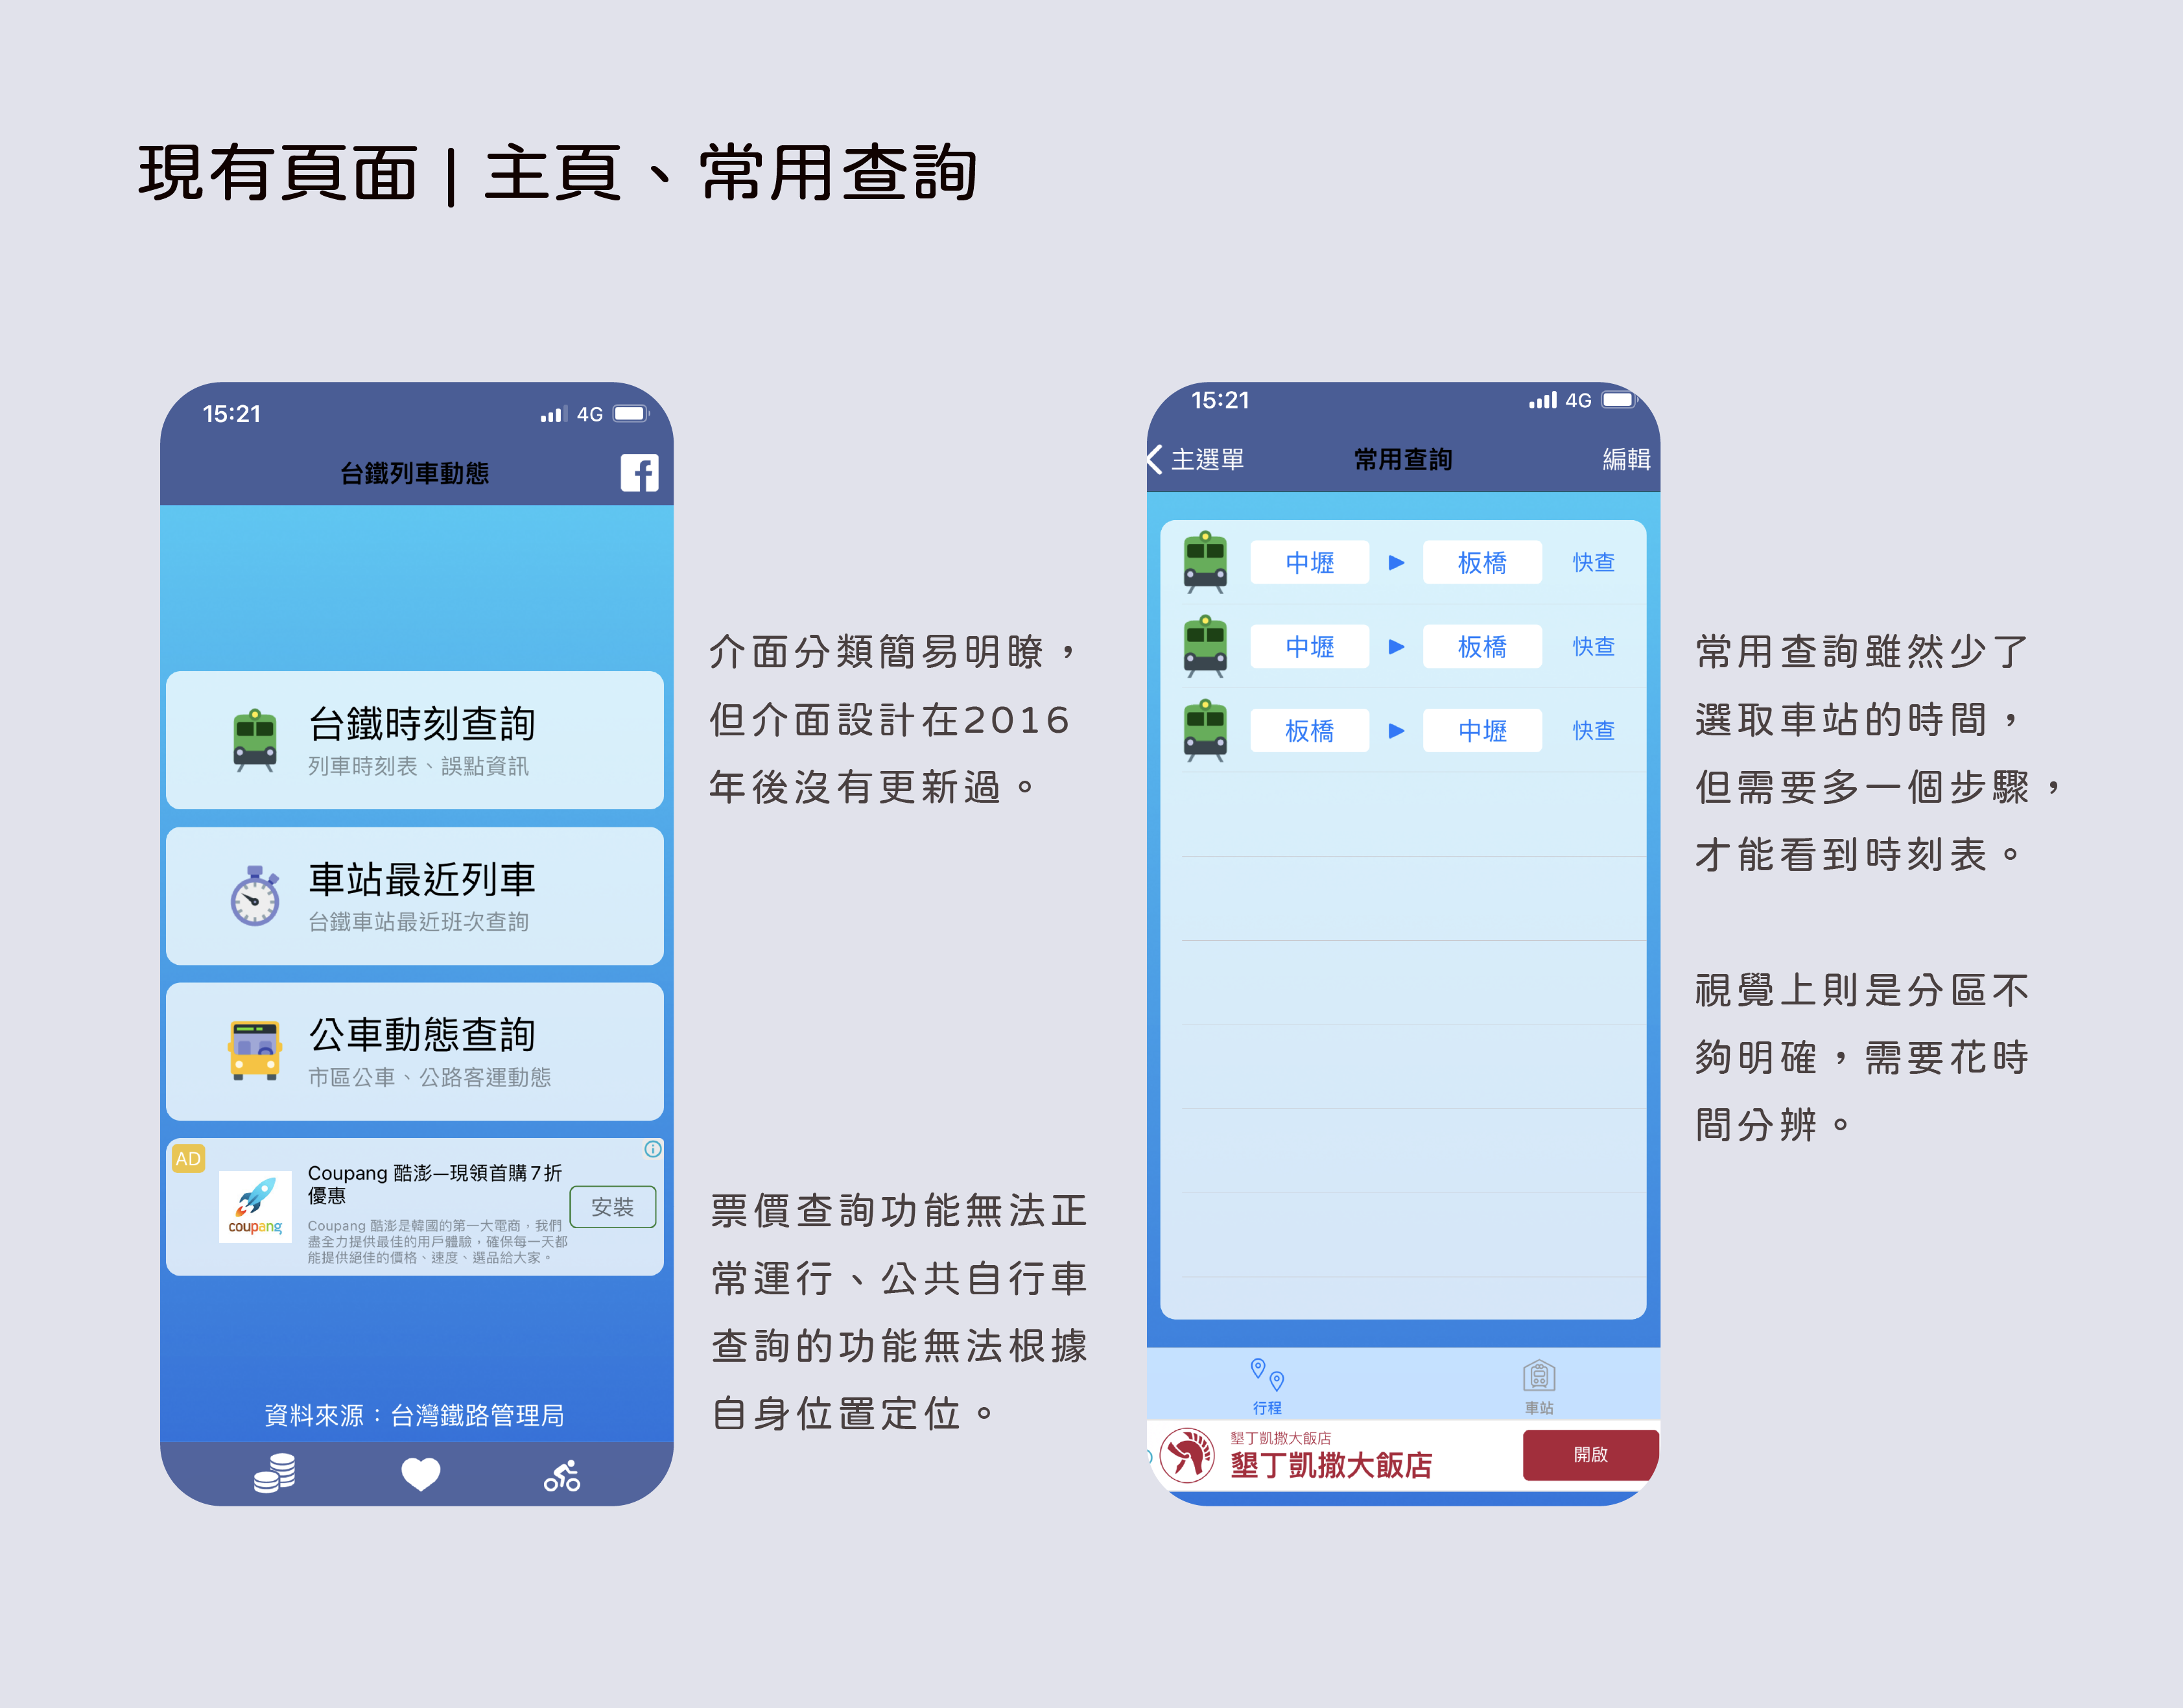 現有頁面 | 主頁、常用查詢
15:21
4G
台鐵列車動態
台鐵時刻查詢
列車時刻表、誤點資訊
車站最近列車
台鐵車站最近班次查詢
公車動態查詢
市區公車、公路客運動態
AD
coupang
Coupang 酷澎—現領首購7折
優惠
Coupang 酷澎是韓國的第一大電商，我們
盡全力提供最佳的用戶體驗，確保每一天都
能提供絕佳的價格、速度、選品給大家。
安裝
資料來源：台灣鐵路管理局
介面分類簡易明瞭，
但介面設計在2016
年後沒有更新過。
票價查詢功能無法正
常運行、公共自行車
查詢的功能無法根據
自身位置定位。
15:21
4G
主選單
常用查詢
編輯
中壢 ▶ 板橋 快查
中壢 ▶ 板橋 快查
板橋 ▶ 中壢 快查
行程
車站
墾丁凱撒大飯店
墾丁凱撒大飯店
開啟
常用查詢雖然少了
選取車站的時間，
但需要多一個步驟，
才能看到時刻表。
視覺上則是分區不
夠明確，需要花時
間分辨。